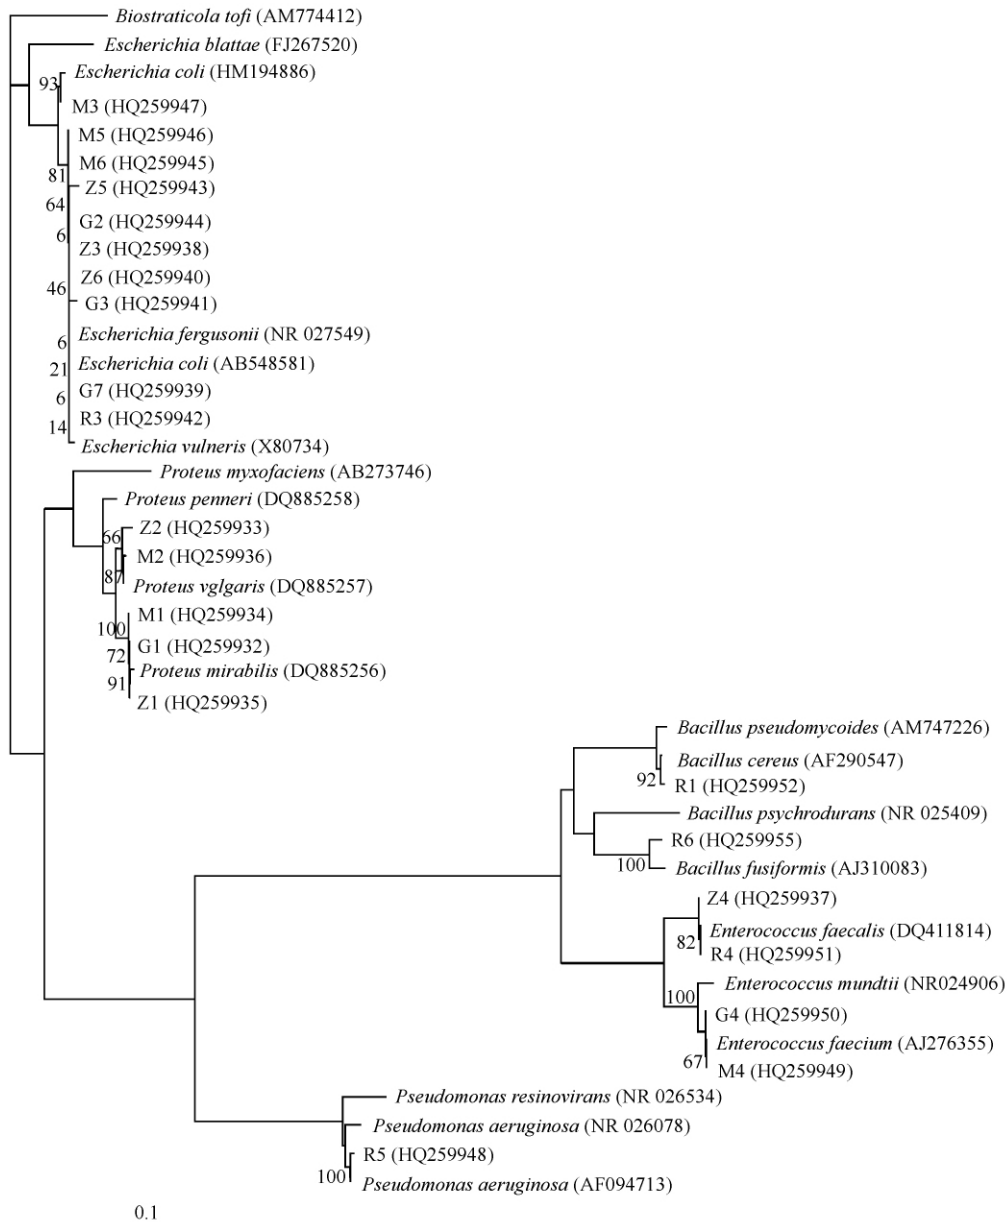 Biostraticola tofi (AM774412)
Escherichia blattae (FJ267520)
Escherichia coli (HM194886)
93
M3 (HQ259947)
M5 (HQ259946)
M6 (HQ259945)
81
Z5 (HQ259943)
64
G2 (HQ259944)
6
Z3 (HQ259938)
Z6 (HQ259940)
46
G3 (HQ259941)
Escherichia fergusonii (NR 027549)
6
Escherichia coli (AB548581)
21
G7 (HQ259939)
6
R3 (HQ259942)
14
Escherichia vulneris (X80734)
Proteus myxofaciens (AB273746)
Proteus penneri (DQ885258)
Z2 (HQ259933)
66
M2 (HQ259936)
87
Proteus vglgaris (DQ885257)
M1 (HQ259934)
100
G1 (HQ259932)
72
Proteus mirabilis (DQ885256)
91
Z1 (HQ259935)
Bacillus pseudomycoides (AM747226)
Bacillus cereus (AF290547)
92
R1 (HQ259952)
Bacillus psychrodurans (NR 025409)
R6 (HQ259955)
100
Bacillus fusiformis (AJ310083)
Z4 (HQ259937)
Enterococcus faecalis (DQ411814)
82
R4 (HQ259951)
Enterococcus mundtii (NR024906)
100
G4 (HQ259950)
Enterococcus faecium (AJ276355)
67
M4 (HQ259949)
Pseudomonas resinovirans (NR 026534)
Pseudomonas aeruginosa (NR 026078)
R5 (HQ259948)
100
Pseudomonas aeruginosa (AF094713)
0.1